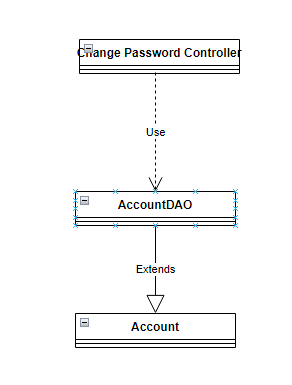 Change Password Controller
Use
AccountDAO
Extends
Account